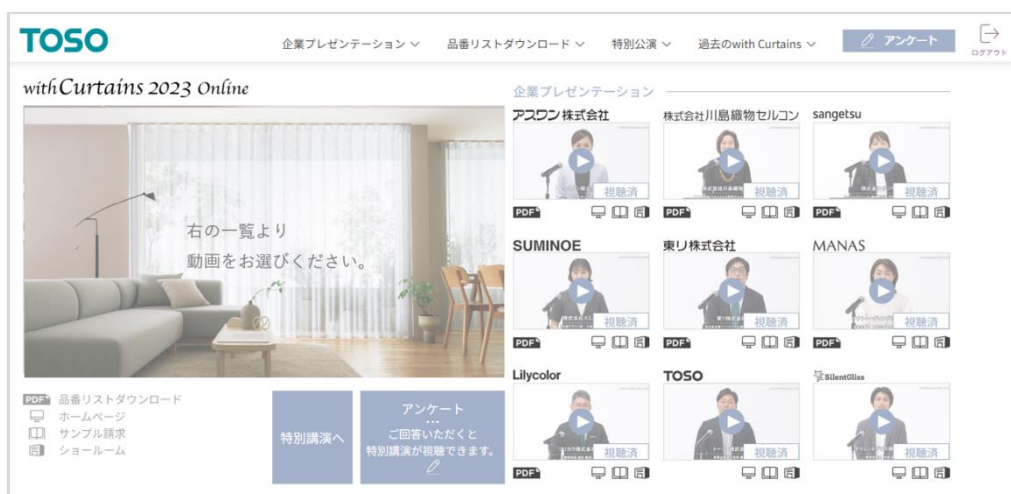 TOSO
企業プレゼンテーション
品番リストダウンロード
特別公演
過去のwith Curtains
アンケート
ログアウト
with Curtains 2023 Online
右の一覧より
動画をお選びください。
PDF 品番リストダウンロード
ホームページ
サンプル請求
ショールーム
特別講演へ
アンケート
ご回答いただくと
特別講演が視聴できます。
企業プレゼンテーション
アスワン株式会社
視聴済
PDF
株式会社川島織物セルコン
視聴済
PDF
sangetsu
視聴済
PDF
SUMINOE
視聴済
PDF
東リ株式会社
視聴済
PDF
MANAS
視聴済
PDF
Lilycolor
視聴済
PDF
TOSO
視聴済
PDF
SilentGliss
視聴済